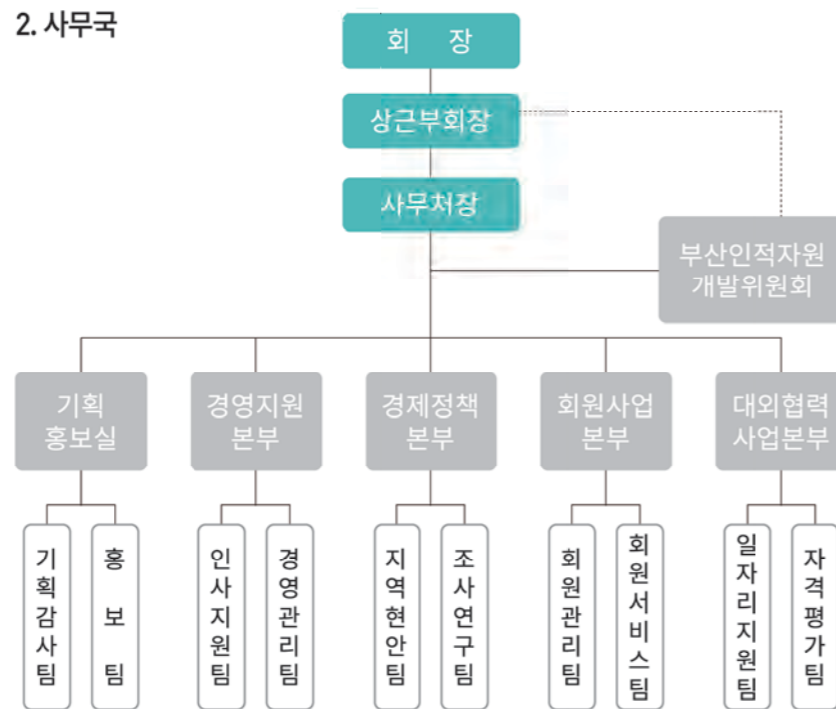 2. 사무국
회 장
상근부회장
사무처장
부산인적자원
개발위원회
기획
홍보실
경영지원
본부
경제정책
본부
회원사업
본부
대외협력
사업본부
기획감사팀
홍보팀
인사지원팀
경영관리팀
지역현안팀
조사연구팀
회원관리팀
회원서비스팀
일자리지원팀
자격평가팀